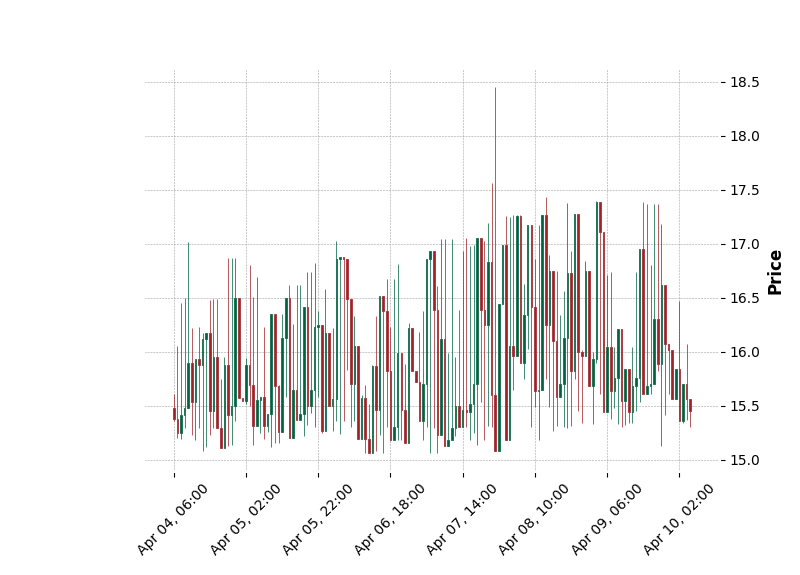 18.5
18.0
17.5
17.0
16.5
16.0
15.5
15.0
Price
Apr 04, 06:00
Apr 05, 02:00
Apr 05, 22:00
Apr 06, 18:00
Apr 07, 14:00
Apr 08, 10:00
Apr 09, 06:00
Apr 10, 02:00